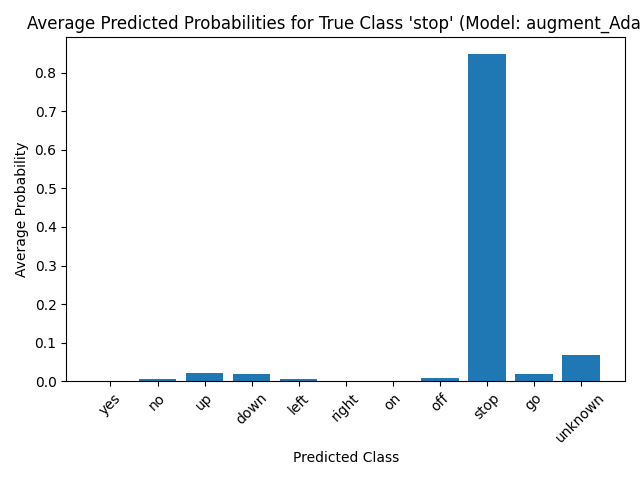 Average Predicted Probabilities for True Class 'stop' (Model: augment_Ada
0.8
0.7
0.6
0.5
0.4
0.3
0.2
0.1
0.0
Average Probability
yes
no
up
down
left
right
on
off
stop
go
unknown
Predicted Class